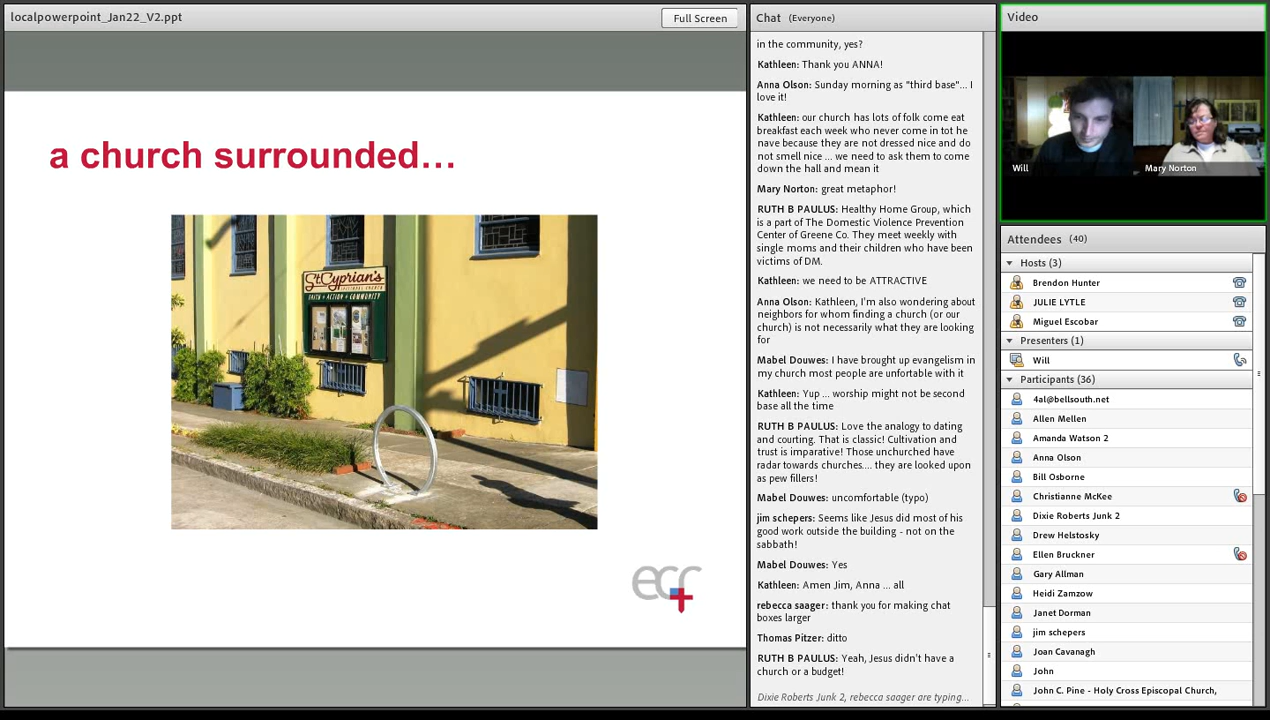 localpowerpoint_Jan22_V2.ppt
Full Screen
a church surrounded...
St. Cyprian's
EPISCOPAL CHURCH
FAITH • ACTION • COMMUNITY
ecf
Chat (Everyone)
in the community, yes?
Kathleen: Thank you ANNA!
Anna Olson: Sunday morning as "third base"... I
love it!
Kathleen: our church has lots of folk come eat
breakfast each week who never come in tot he
nave because they are not dressed nice and do
not smell nice ... we need to ask them to come
down the hall and mean it
Mary Norton: great metaphor!
RUTH B PAULUS: Healthy Home Group, which
is a part of The Domestic Violence Prevention
Center of Greene Co. They meet weekly with
single moms and their children who have been
victims of DM.
Kathleen: we need to be ATTRACTIVE
Anna Olson: Kathleen, I'm also wondering about
neighbors for whom finding a church (or our
church) is not necessarily what they are looking
for
Mabel Douwes: I have brought up evangelism in
my church most people are unfortable with it
Kathleen: Yup ... worship might not be second
base all the time
RUTH B PAULUS: Love the analogy to dating
and courting. That is classic! Cultivation and
trust is imparative! Those unchurched have
radar towards churches.... they are looked upon
as pew fillers!
Mabel Douwes: uncomfortable (typo)
jim schepers: Seems like Jesus did most of his
good work outside the building - not on the
sabbath!
Mabel Douwes: Yes
Kathleen: Amen Jim, Anna ... all
rebecca saager: thank you for making chat
boxes larger
Thomas Pitzer: ditto
RUTH B PAULUS: Yeah, Jesus didn't have a
church or a budget!
Dixie Roberts Junk 2, rebecca saager are typing...
Video
Will
Mary Norton
Attendees (40)
Hosts (3)
Brendon Hunter
JULIE LYTLE
Miguel Escobar
Presenters (1)
Will
Participants (36)
4al@bellsouth.net
Allen Mellen
Amanda Watson 2
Anna Olson
Bill Osborne
Christianne McKee
Dixie Roberts Junk 2
Drew Helstosky
Ellen Bruckner
Gary Allman
Heidi Zamzow
Janet Dorman
jim schepers
Joan Cavanagh
John
John C. Pine - Holy Cross Episcopal Church,